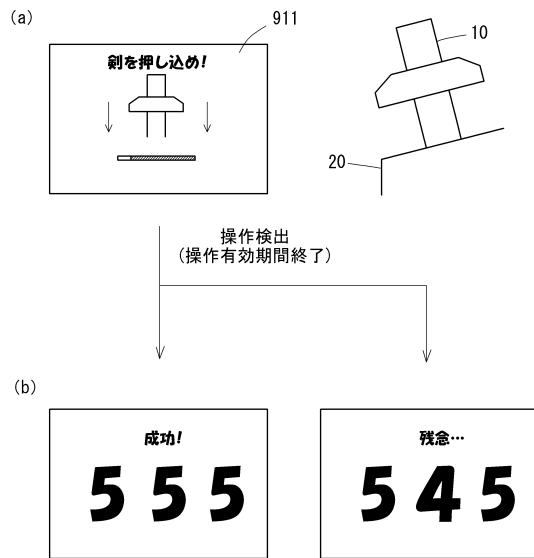 (a)
911
剣を押し込め!
10
20
操作検出
(操作有効期間終了)
(b)
成功!
555
残念…
545